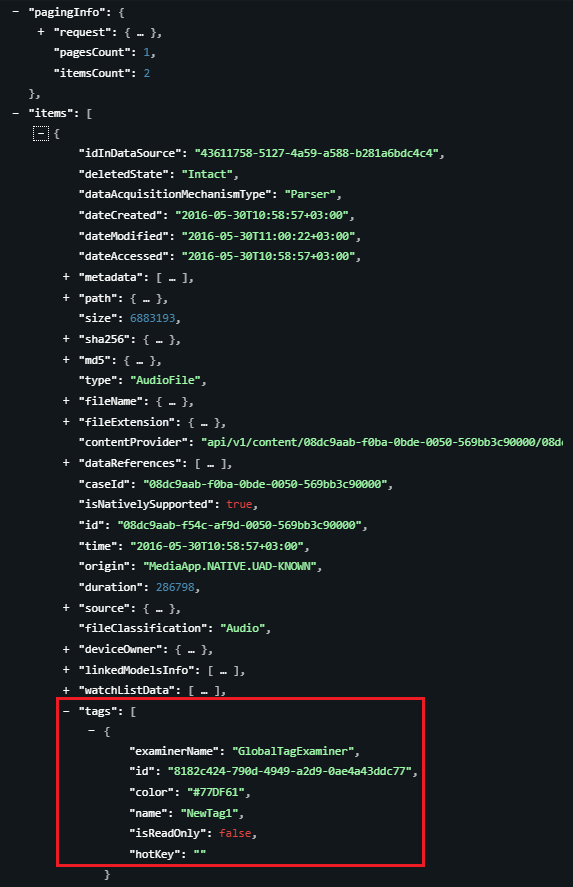 − "pagingInfo": {
+ "request": { … },
"pagesCount": 1,
"itemsCount": 2
},
− "items": [
− {
"idInDataSource": "43611758-5127-4a59-a588-b281a6bdc4c4",
"deletedState": "Intact",
"dataAcquisitionMechanismType": "Parser",
"dateCreated": "2016-05-30T10:58:57+03:00",
"dateModified": "2016-05-30T11:00:22+03:00",
"dateAccessed": "2016-05-30T10:58:57+03:00",
+ "metadata": [ … ],
+ "path": { … },
"size": 6883193,
+ "sha256": { … },
+ "md5": { … },
"type": "AudioFile",
+ "fileName": { … },
+ "fileExtension": { … },
"contentProvider": "api/v1/content/08dc9aab-f0ba-0bde-0050-569bb3c90000/08dc
+ "dataReferences": [ … ],
"caseId": "08dc9aab-f0ba-0bde-0050-569bb3c90000",
"isNativelySupported": true,
"id": "08dc9aab-f54c-af9d-0050-569bb3c90000",
"time": "2016-05-30T10:58:57+03:00",
"origin": "MediaApp.NATIVE.UAD-KNOWN",
"duration": 286798,
+ "source": { … },
"fileClassification": "Audio",
+ "deviceOwner": { … },
+ "linkedModelsInfo": [ … ],
+ "watchListData": [ … ],
− "tags": [
− {
"examinerName": "GlobalTagExaminer",
"id": "8182c424-790d-4949-a2d9-0ae4a43ddc77",
"color": "#77DF61",
"name": "NewTag1",
"isReadOnly": false,
"hotKey": ""
}